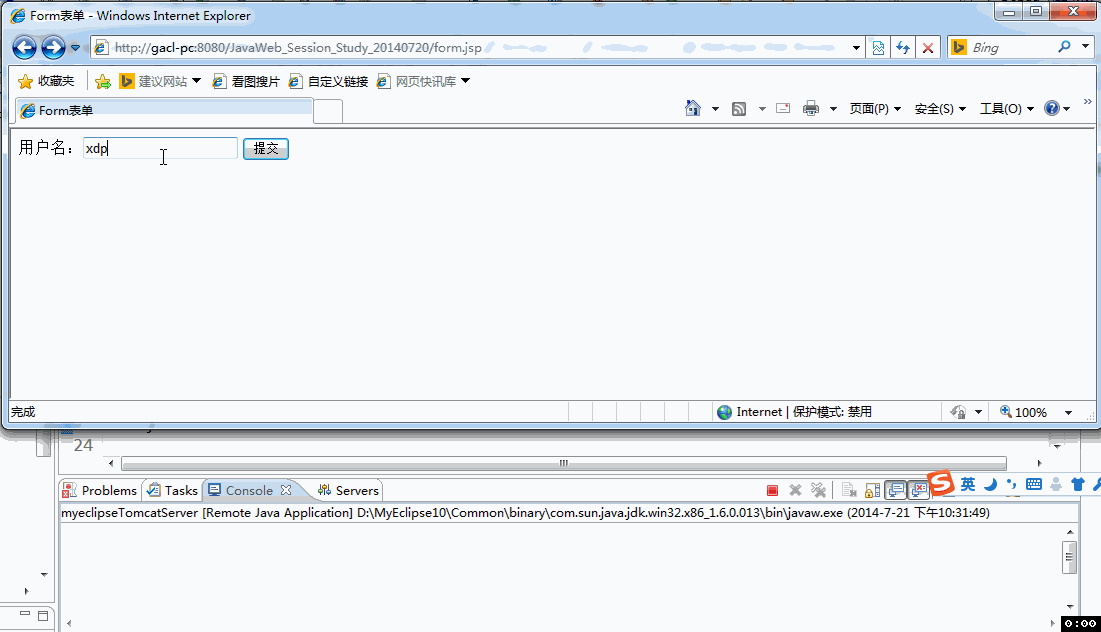 Form表单 - Windows Internet Explorer
http://gacl-pc:8080/JavaWeb_Session_Study_20140720/form.jsp
Bing
收藏夹 建议网站 看图搜片 自定义链接 网页快讯库
Form表单
页面(P) 安全(S) 工具(O)
用户名： xdp 提交
完成 Internet | 保护模式: 禁用 100%
24
Problems Tasks Console Servers
英
myeclipseTomcatServer [Remote Java Application] D:\MyEclipse10\Common\binary\com.sun.java.jdk.win32.x86_1.6.0.013\bin\javaw.exe (2014-7-21 下午10:31:49)
0:00